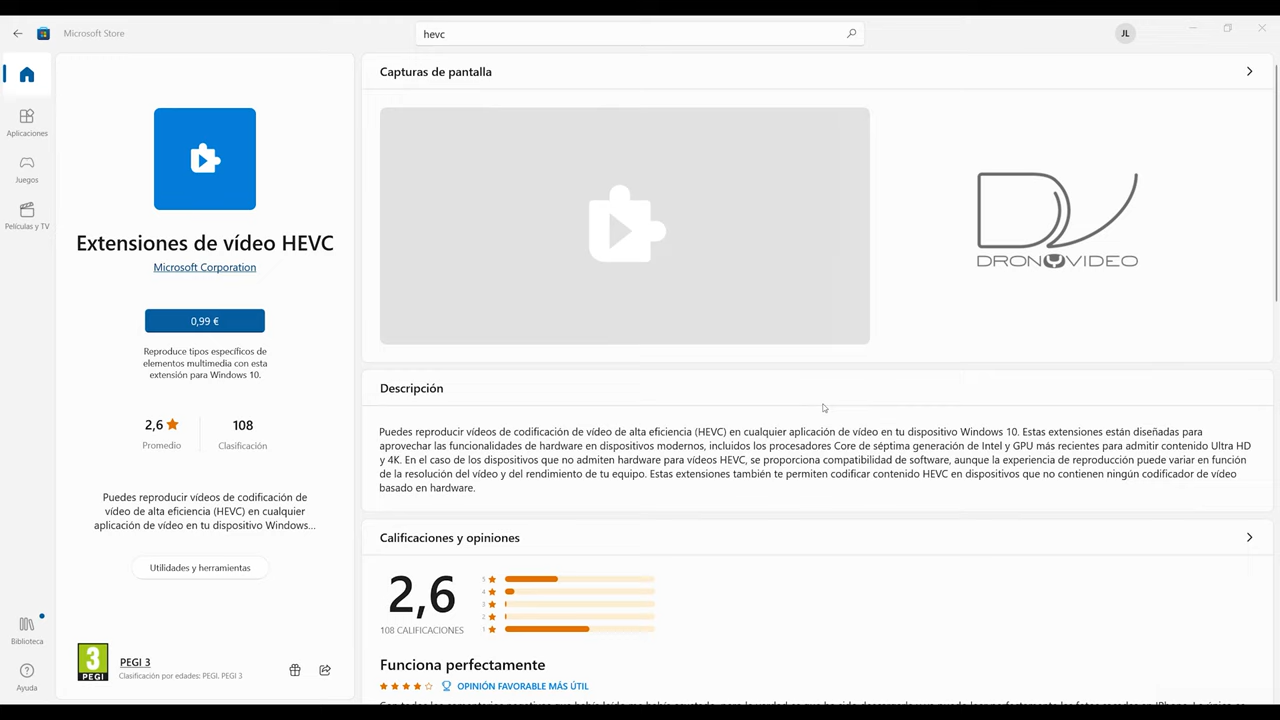 Microsoft Store
hevc
JL
Aplicaciones
Juegos
Películas y TV
Biblioteca
Ayuda
Extensiones de vídeo HEVC
Microsoft Corporation
0,99 €
Reproduce tipos específicos de
elementos multimedia con esta
extensión para Windows 10.
2,6
108
Promedio
Clasificación
Puedes reproducir vídeos de codificación de
vídeo de alta eficiencia (HEVC) en cualquier
aplicación de vídeo en tu dispositivo Windows...
Utilidades y herramientas
3
PEGI
PEGI 3
Clasificación por edades: PEGI. PEGI 3
Capturas de pantalla
DRONOVIDEO
Descripción
Puedes reproducir vídeos de codificación de vídeo de alta eficiencia (HEVC) en cualquier aplicación de vídeo en tu dispositivo Windows 10. Estas extensiones están diseñadas para
aprovechar las funcionalidades de hardware en dispositivos modernos, incluidos los procesadores Core de séptima generación de Intel y GPU más recientes para admitir contenido Ultra HD
y 4K. En el caso de los dispositivos que no admiten hardware para vídeos HEVC, se proporciona compatibilidad de software, aunque la experiencia de reproducción puede variar en función
de la resolución del vídeo y del rendimiento de tu equipo. Estas extensiones también te permiten codificar contenido HEVC en dispositivos que no contienen ningún codificador de vídeo
basado en hardware.
Calificaciones y opiniones
2,6
108 CALIFICACIONES
5
4
3
2
1
Funciona perfectamente
OPINIÓN FAVORABLE MÁS ÚTIL